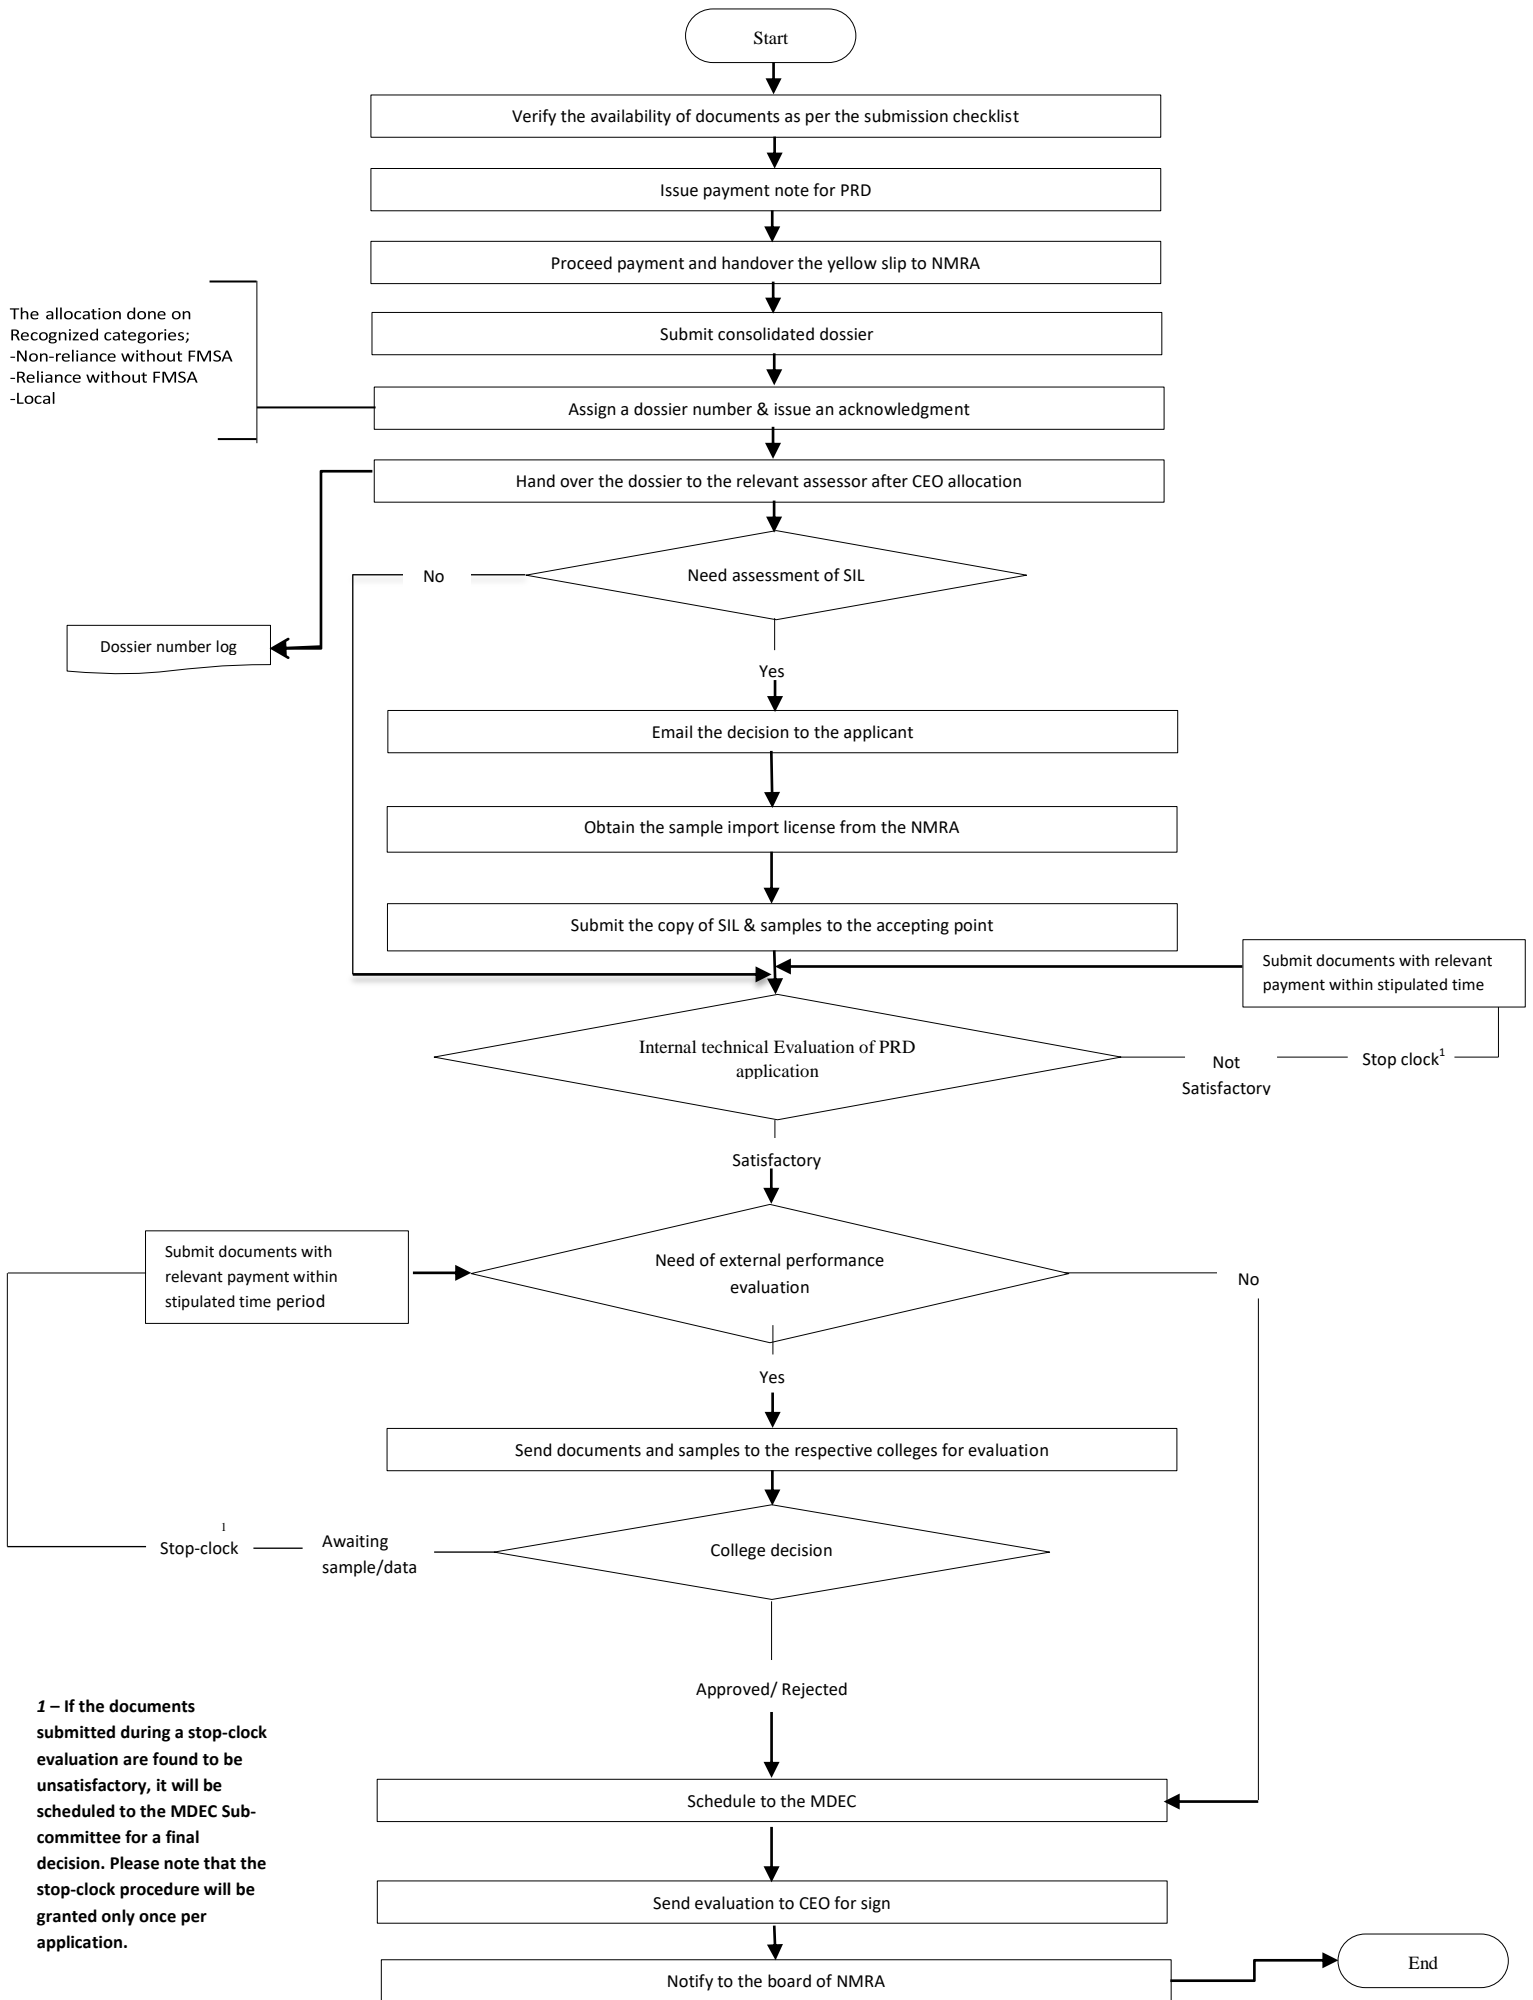 Start
Verify the availability of documents as per the submission checklist
Issue payment note for PRD
Proceed payment and handover the yellow slip to NMRA
The allocation done on
Recognized categories;
-Non-reliance without FMSA
-Reliance without FMSA
-Local
Submit consolidated dossier
Assign a dossier number & issue an acknowledgment
Hand over the dossier to the relevant assessor after CEO allocation
Need assessment of SIL
No
Dossier number log
Yes
Email the decision to the applicant
Obtain the sample import license from the NMRA
Submit the copy of SIL & samples to the accepting point
Submit documents with relevant
payment within stipulated time
Internal technical Evaluation of PRD
application
Not
Satisfactory
Stop clock1
Satisfactory
Submit documents with
relevant payment within
stipulated time period
Need of external performance
evaluation
No
Yes
Send documents and samples to the respective colleges for evaluation
1
Stop-clock
Awaiting
sample/data
College decision
Approved/ Rejected
1 – If the documents
submitted during a stop-clock
evaluation are found to be
unsatisfactory, it will be
scheduled to the MDEC Sub-
committee for a final
decision. Please note that the
stop-clock procedure will be
granted only once per
application.
Schedule to the MDEC
Send evaluation to CEO for sign
Notify to the board of NMRA
End